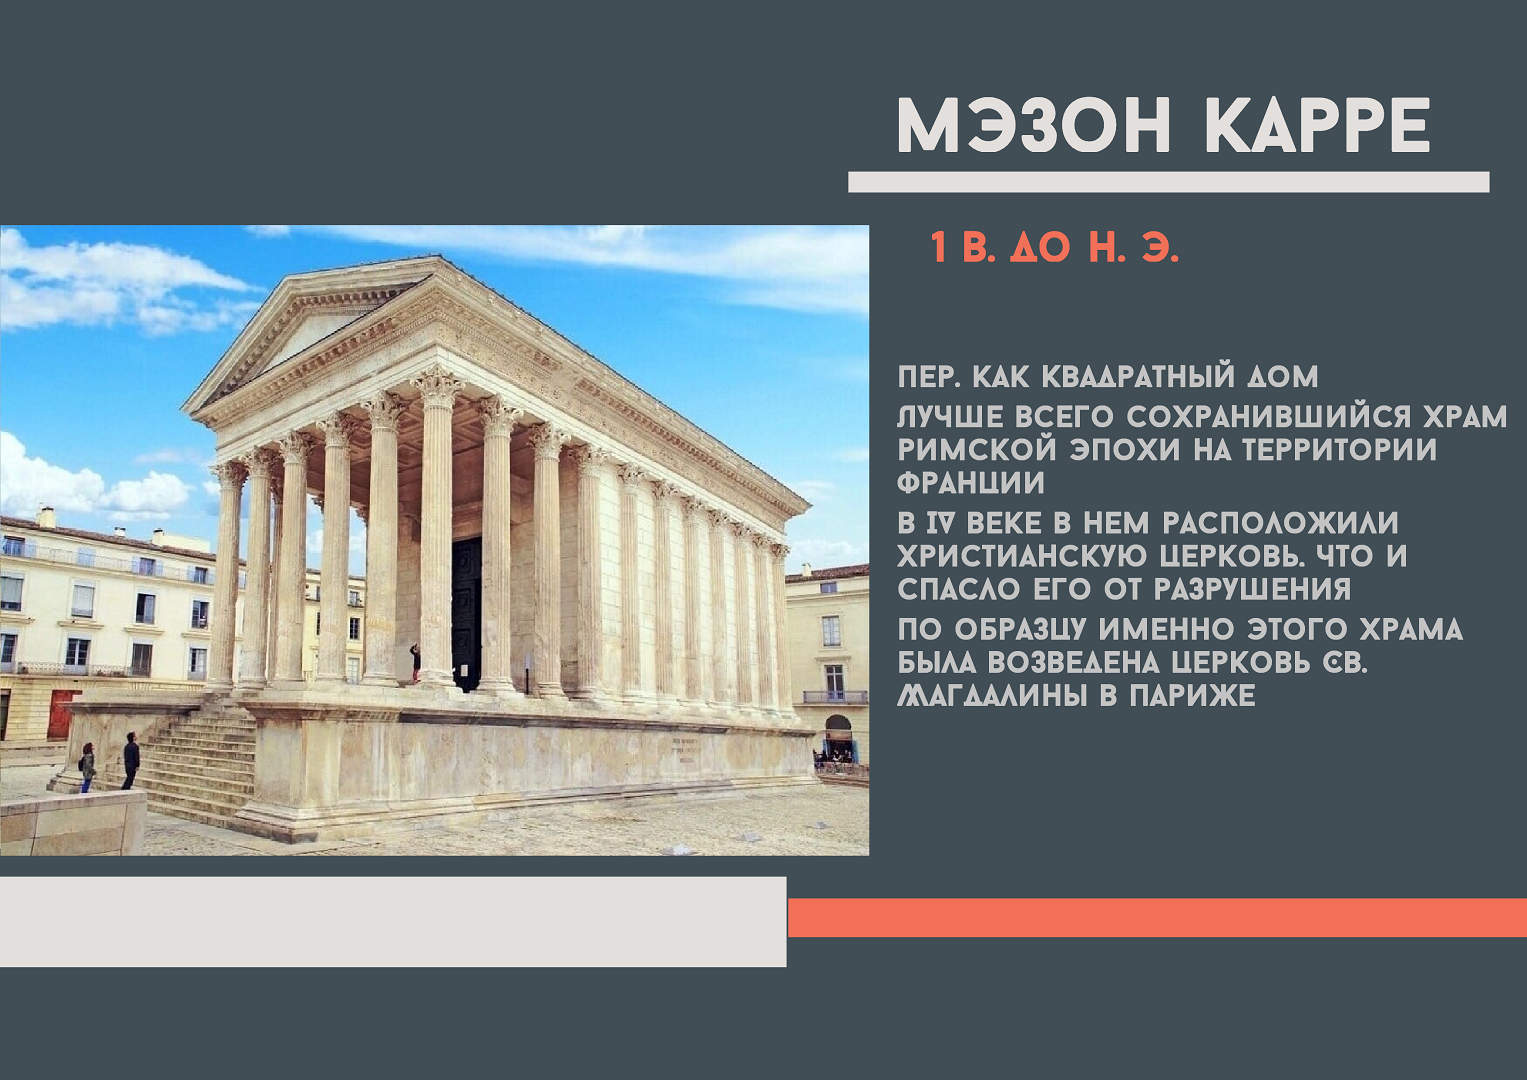 МЭЗОН КАРРЕ
1 В. ДО Н. Э.
ПЕР. КАК КВАДРАТНЫЙ ДОМ
ЛУЧШЕ ВСЕГО СОХРАНИВШИЙСЯ ХРАМ
РИМСКОЙ ЭПОХИ НА ТЕРРИТОРИИ
ФРАНЦИИ
В IV ВЕКЕ В НЕМ РАСПОЛОЖИЛИ
ХРИСТИАНСКУЮ ЦЕРКОВЬ. ЧТО И
СПАСЛО ЕГО ОТ РАЗРУШЕНИЯ
ПО ОБРАЗЦУ ИМЕННО ЭТОГО ХРАМА
БЫЛА ВОЗВЕДЕНА ЦЕРКОВЬ СВ.
МАГДАЛИНЫ В ПАРИЖЕ